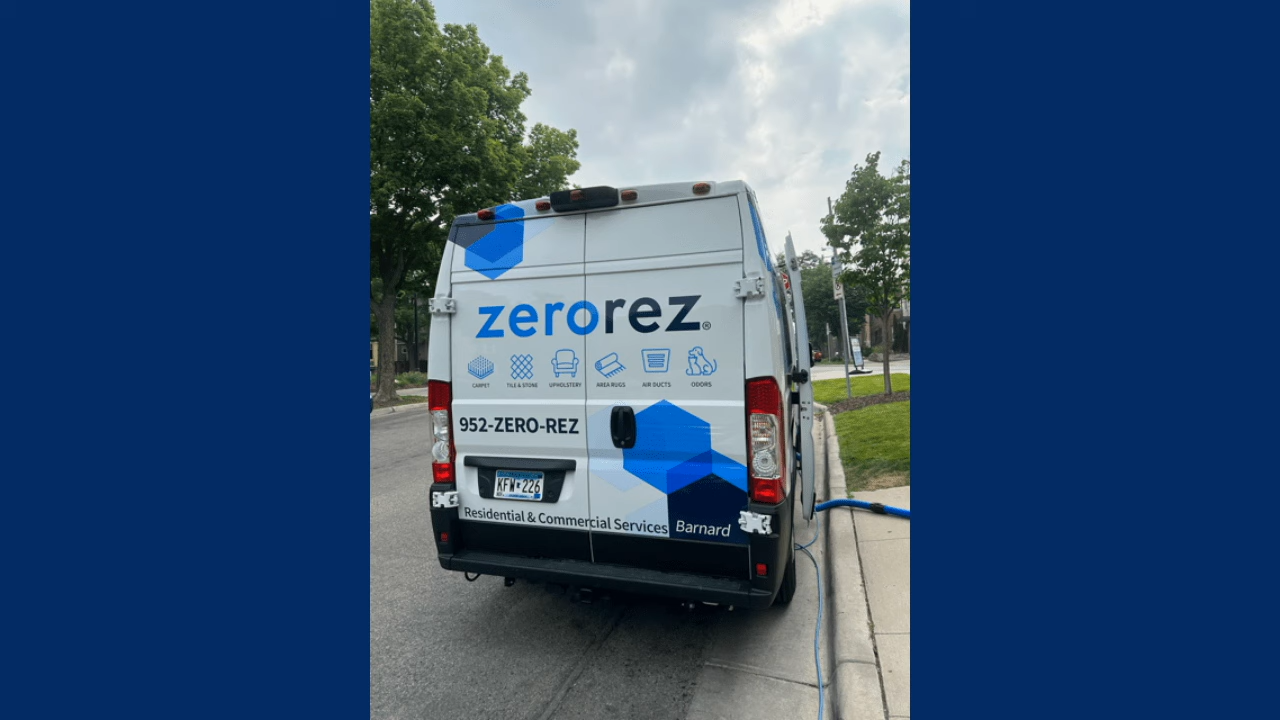 zerorez®
CARPET TILE & STONE UPHOLSTERY AREA RUGS AIR DUCTS ODORS
952-ZERO-REZ
KFW★226
Residential & Commercial Services Barnard